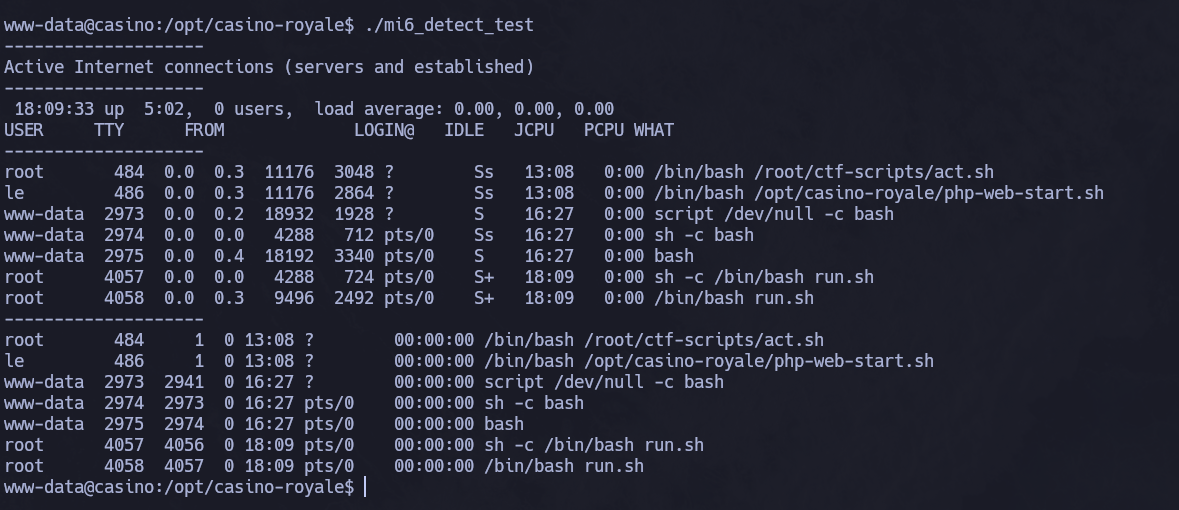 www-data@casino:/opt/casino-royale$ ./mi6_detect_test
--------------------
Active Internet connections (servers and established)
--------------------
 18:09:33 up  5:02,  0 users,  load average: 0.00, 0.00, 0.00
USER     TTY      FROM             LOGIN@   IDLE   JCPU   PCPU WHAT
--------------------
root       484  0.0  0.3  11176  3048 ?        Ss   13:08   0:00 /bin/bash /root/ctf-scripts/act.sh
le         486  0.0  0.3  11176  2864 ?        Ss   13:08   0:00 /bin/bash /opt/casino-royale/php-web-start.sh
www-data  2973  0.0  0.2  18932  1928 ?        S    16:27   0:00 script /dev/null -c bash
www-data  2974  0.0  0.0   4288   712 pts/0    Ss   16:27   0:00 sh -c bash
www-data  2975  0.0  0.4  18192  3340 pts/0    S    16:27   0:00 bash
root      4057  0.0  0.0   4288   724 pts/0    S+   18:09   0:00 sh -c /bin/bash run.sh
root      4058  0.0  0.3   9496  2492 pts/0    S+   18:09   0:00 /bin/bash run.sh
--------------------
root       484     1  0 13:08 ?        00:00:00 /bin/bash /root/ctf-scripts/act.sh
le         486     1  0 13:08 ?        00:00:00 /bin/bash /opt/casino-royale/php-web-start.sh
www-data  2973  2941  0 16:27 ?        00:00:00 script /dev/null -c bash
www-data  2974  2973  0 16:27 pts/0    00:00:00 sh -c bash
www-data  2975  2974  0 16:27 pts/0    00:00:00 bash
root      4057  4056  0 18:09 pts/0    00:00:00 sh -c /bin/bash run.sh
root      4058  4057  0 18:09 pts/0    00:00:00 /bin/bash run.sh
www-data@casino:/opt/casino-royale$